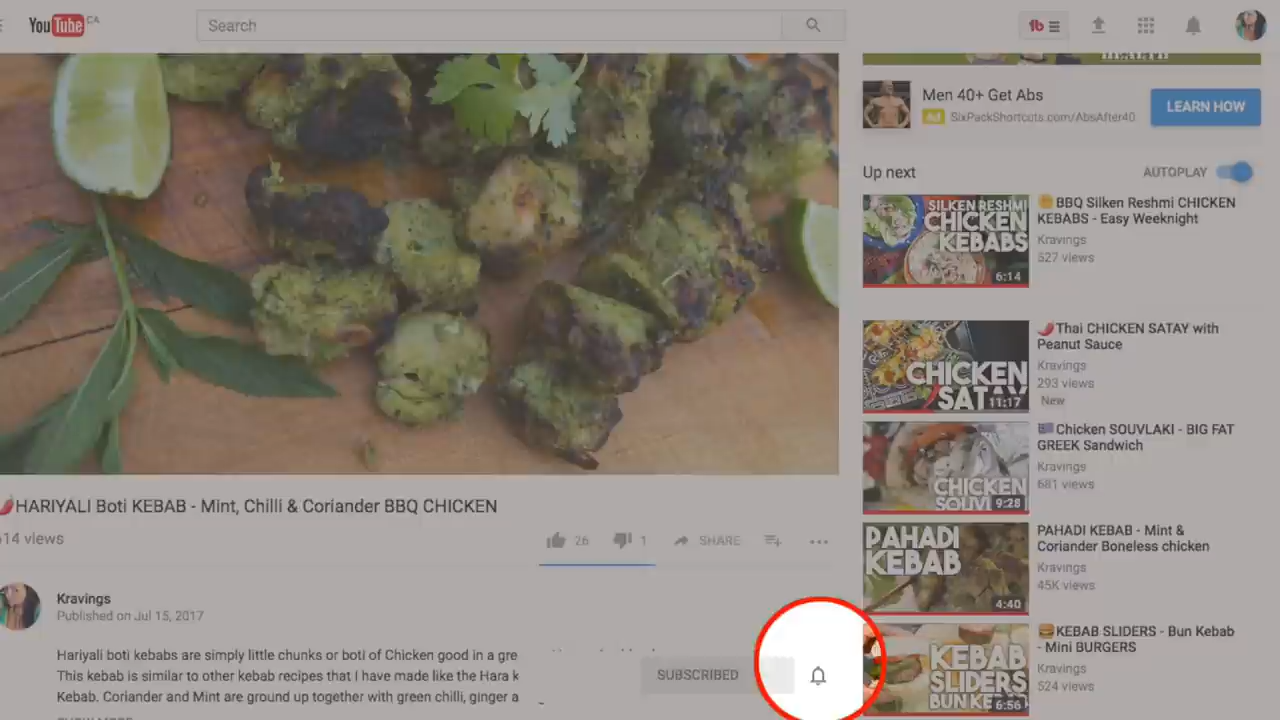 YouTube CA
Search
HEALTH
Men 40+ Get Abs
Ad SixPackShortcuts.com/AbsAfter40
LEARN HOW
Up next
AUTOPLAY
SILKEN RESHMI
CHICKEN
KEBABS
6:14
BBQ Silken Reshmi CHICKEN
KEBABS - Easy Weeknight
Kravings
527 views
CHICKEN
SATAY
11:17
Thai CHICKEN SATAY with
Peanut Sauce
Kravings
293 views
New
CHICKEN
SOUVL
9:28
Chicken SOUVLAKI - BIG FAT
GREEK Sandwich
Kravings
681 views
PAHADI
KEBAB
4:40
PAHADI KEBAB - Mint &
Coriander Boneless chicken
Kravings
45K views
KEBAB
SLIDERS
BUN KE
6:56
KEBAB SLIDERS - Bun Kebab
- Mini BURGERS
Kravings
524 views
HARIYALI Boti KEBAB - Mint, Chilli & Coriander BBQ CHICKEN
614 views
26
1
SHARE
Kravings
Published on Jul 15, 2017
Hariyali boti kebabs are simply little chunks or boti of Chicken good in a gre
This kebab is similar to other kebab recipes that I have made like the Hara k
Kebab. Coriander and Mint are ground up together with green chilli, ginger a
SUBSCRIBED